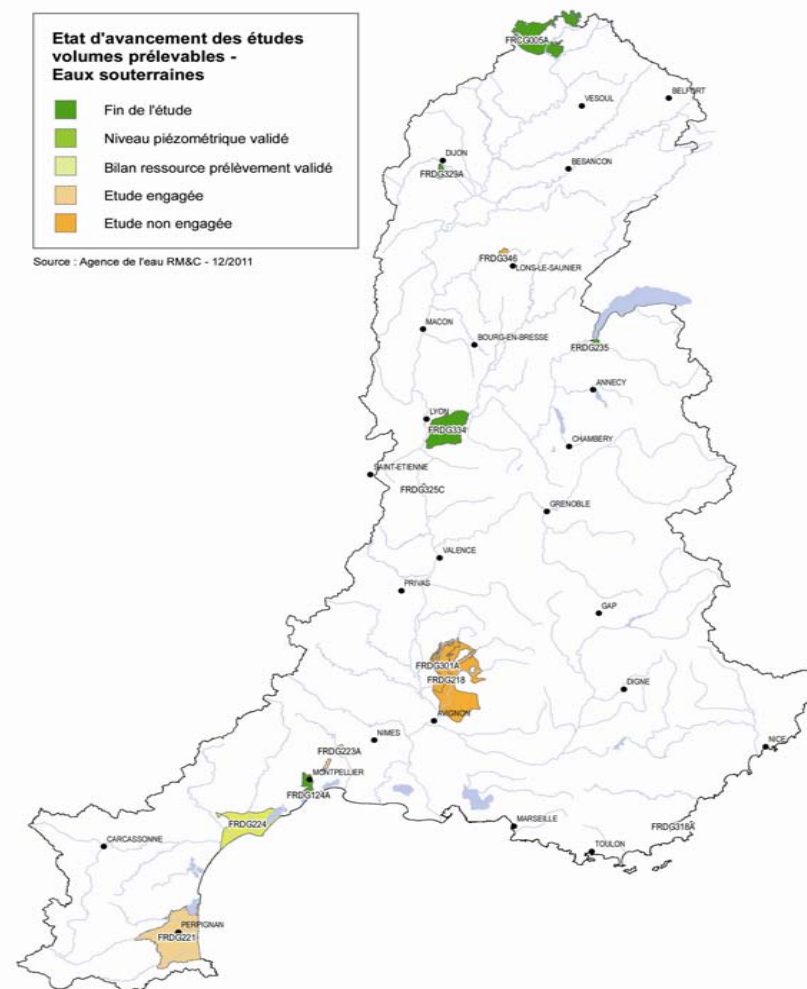 Etat d'avancement des études
volumes prélevables -
Eaux souterraines
Fin de l'étude
Niveau piézométrique validé
Bilan ressource prélèvement validé
Etude engagée
Etude non engagée
Source : Agence de l'eau RM&C - 12/2011
FRCG005A
BELFORT
VESOUL
DIJON
BESANCON
FRDG329A
FRDG346
LONS-LE-SAUNIER
MACON
BOURG-EN-BRESSE
FRDG235
ANNECY
LYON
FRDG334
CHAMBERY
SAINT-ETIENNE
FRDG325C
GRENOBLE
VALENCE
PRIVAS
GAP
FRDG301A
FRDG218
DIGNE
AVIGNON
NIMES
NICE
FRDG223A
MONTPELLIER
FRDG124A
FRDG224
MARSEILLE
FRDG318A
CARCASSONNE
TOULON
PERPIGNAN
FRDG221